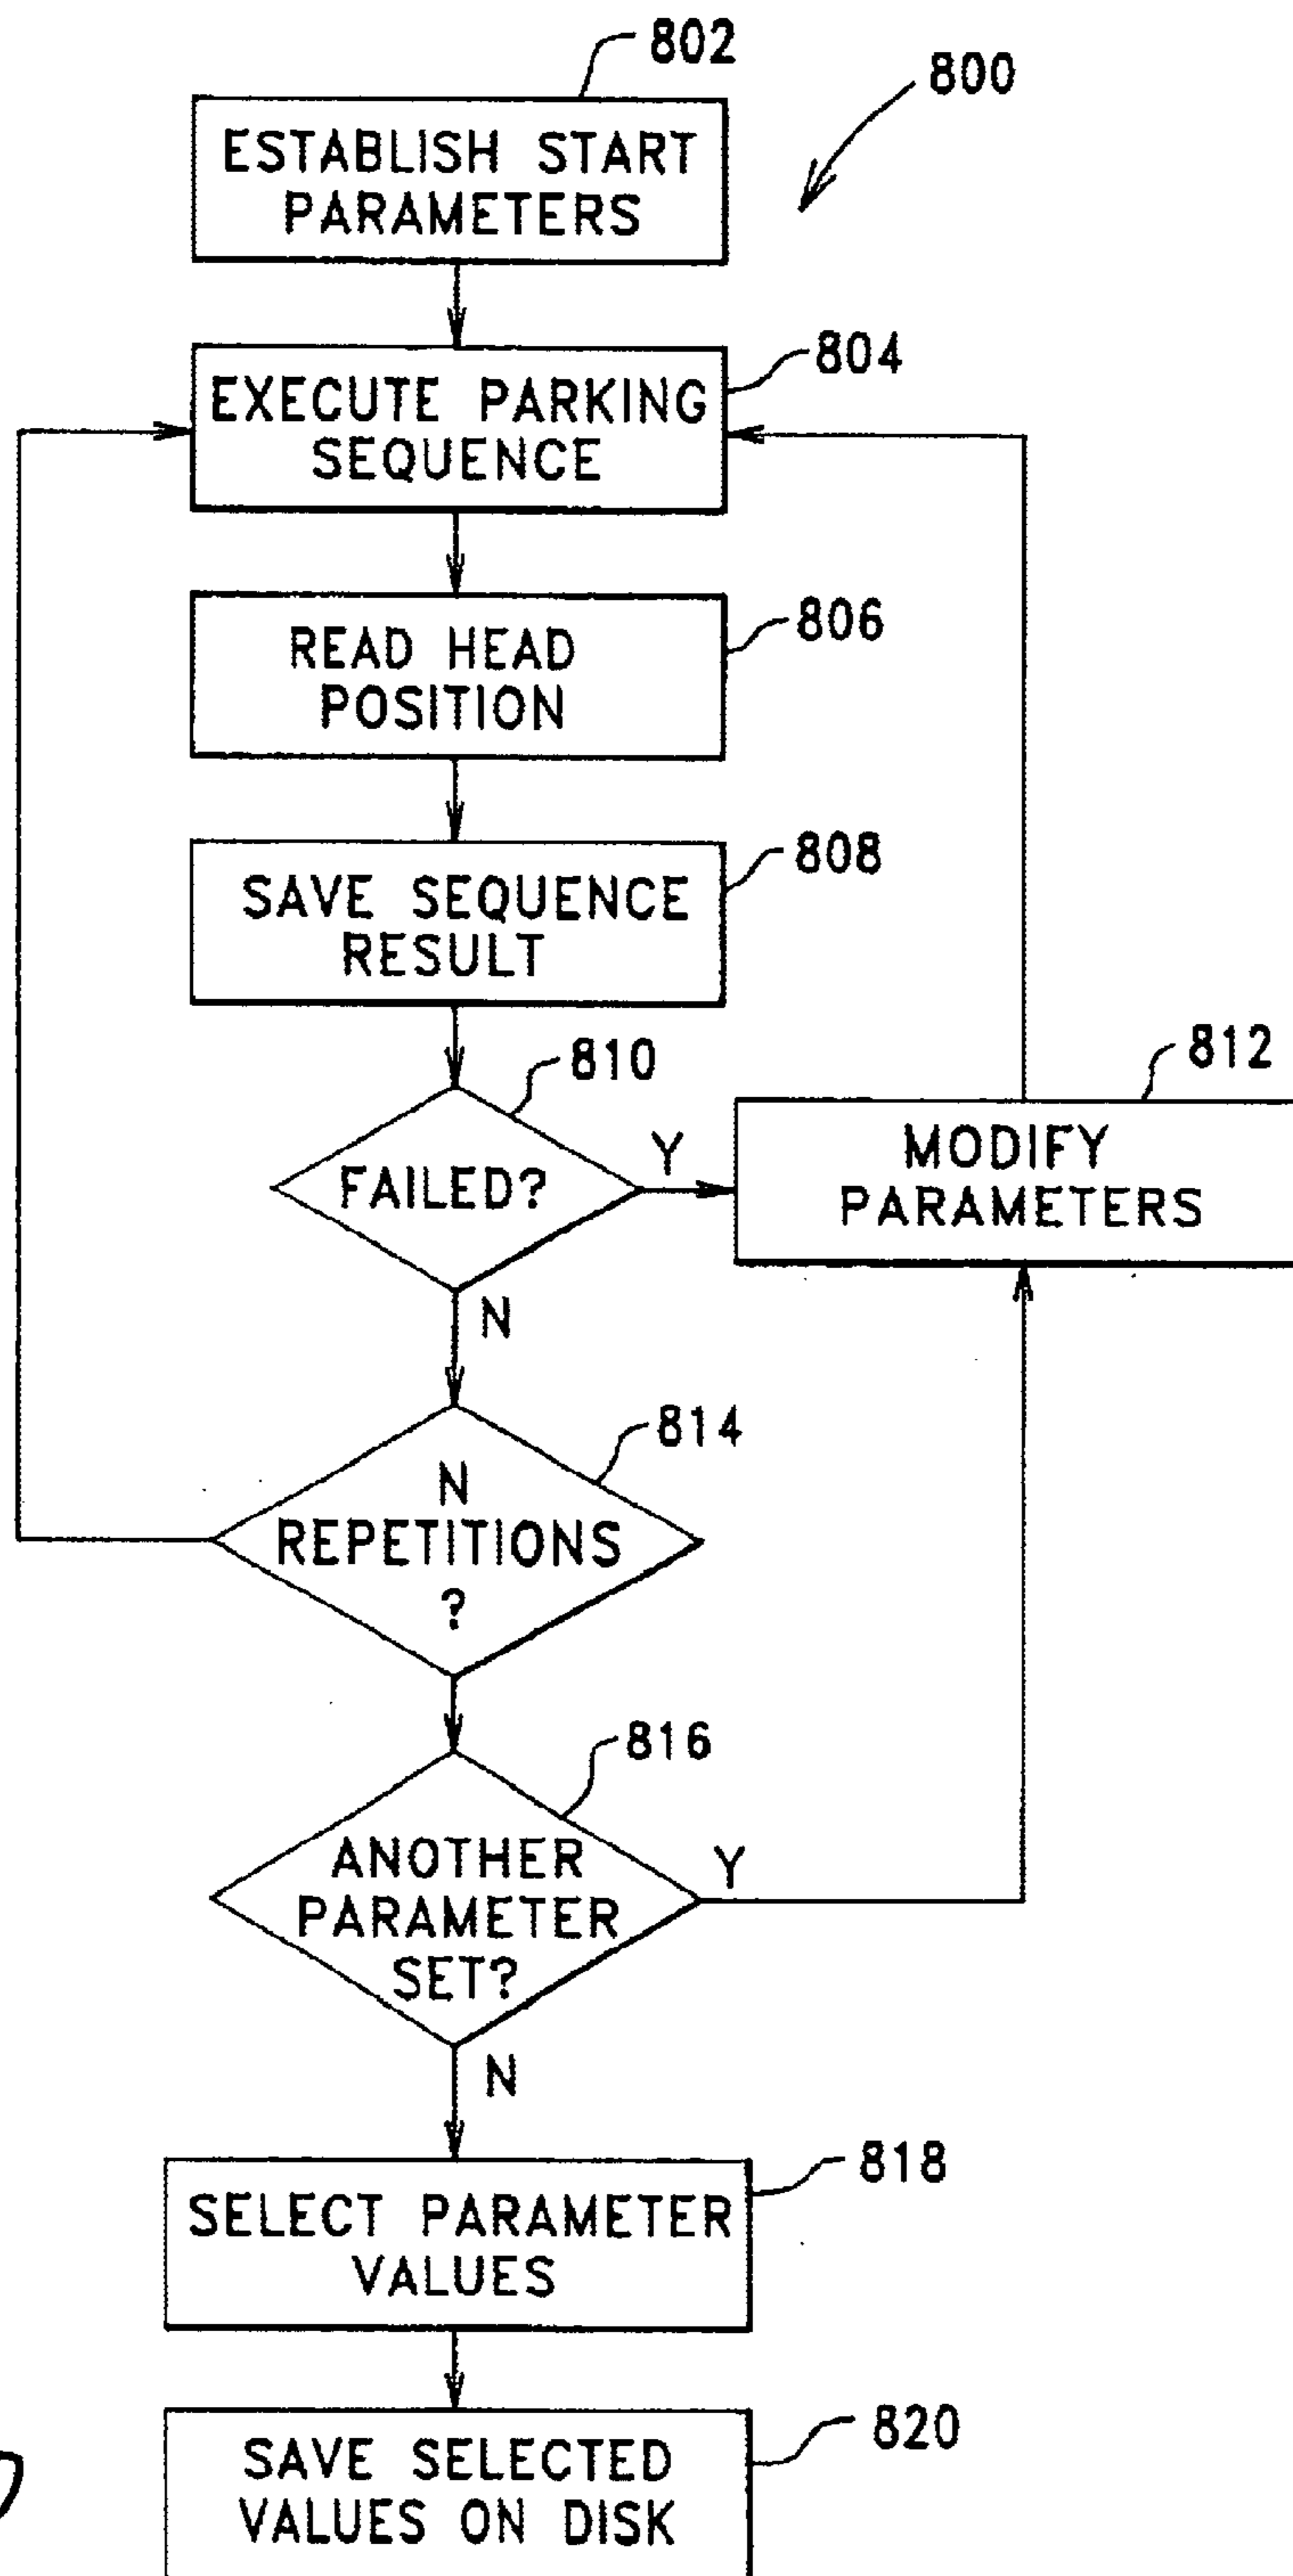 802
800
ESTABLISH START
PARAMETERS
804
EXECUTE PARKING
SEQUENCE
806
READ HEAD
POSITION
808
SAVE SEQUENCE
RESULT
810
FAILED?
Y
812
MODIFY
PARAMETERS
N
814
N
REPETITIONS
?
816
ANOTHER
PARAMETER
SET?
Y
N
818
SELECT PARAMETER
VALUES
820
SAVE SELECTED
VALUES ON DISK